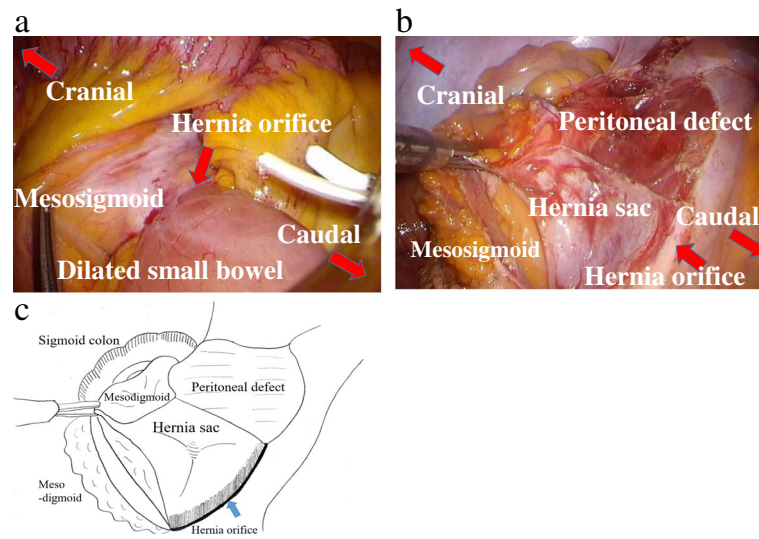 a
Cranial
Hernia orifice
Mesosigmoid
Caudal
Dilated small bowel
b
Cranial
Peritoneal defect
Hernia sac
Caudal
Mesosigmoid
Hernia orifice
c
Sigmoid colon
Mesodigmoid
Peritoneal defect
Hernia sac
Meso
-digmoid
Hernia orifice